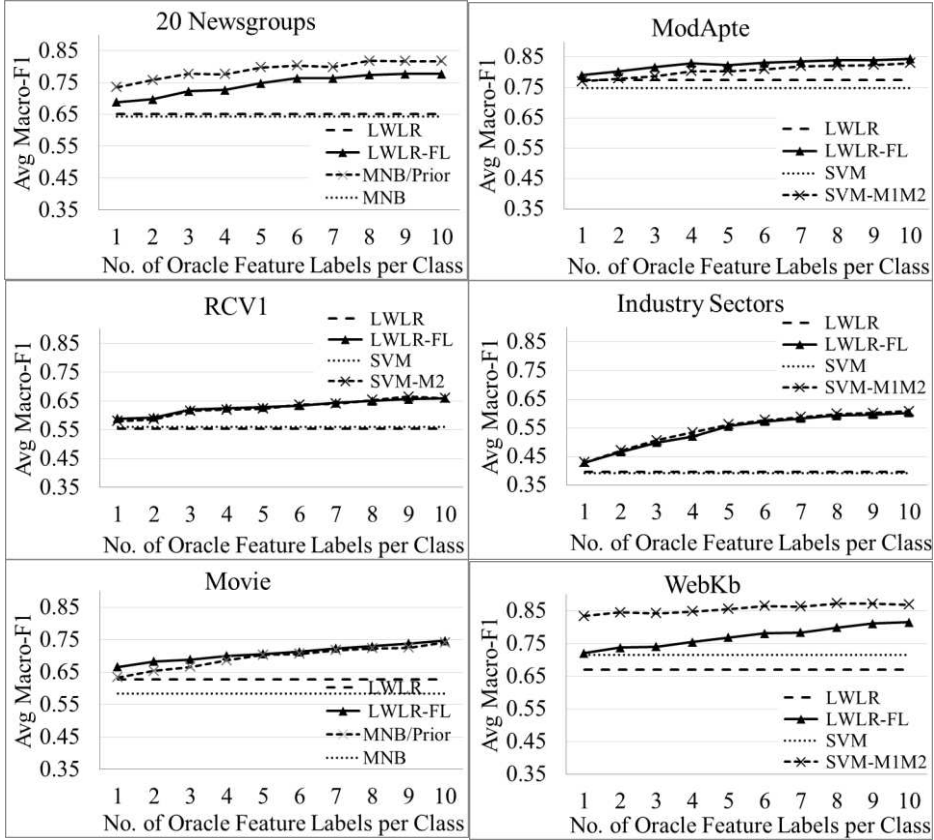 20 Newsgroups
Avg Macro-F1
0.85
0.75
0.65
0.55
0.45
0.35
LWLR
LWLR-FL
MNB/Prior
MNB
1 2 3 4 5 6 7 8 9 10
No. of Oracle Feature Labels per Class
ModApte
Avg Macro-F1
0.85
0.75
0.65
0.55
0.45
0.35
LWLR
LWLR-FL
SVM
SVM-M1M2
1 2 3 4 5 6 7 8 9 10
No. of Oracle Feature Labels per Class
RCV1
Avg Macro-F1
0.85
0.75
0.65
0.55
0.45
0.35
LWLR
LWLR-FL
SVM
SVM-M2
1 2 3 4 5 6 7 8 9 10
No. of Oracle Feature Labels per Class
Industry Sectors
Avg Macro-F1
0.85
0.75
0.65
0.55
0.45
0.35
LWLR
LWLR-FL
SVM
SVM-M1M2
1 2 3 4 5 6 7 8 9 10
No. of Oracle Feature Labels per Class
Movie
Avg Macro-F1
0.85
0.75
0.65
0.55
0.45
0.35
LWLR
LWLR-FL
MNB/Prior
MNB
1 2 3 4 5 6 7 8 9 10
No. of Oracle Feature Labels per Class
WebKb
Avg Macro-F1
0.85
0.75
0.65
0.55
0.45
0.35
LWLR
LWLR-FL
SVM
SVM-M1M2
1 2 3 4 5 6 7 8 9 10
No. of Oracle Feature Labels per Class